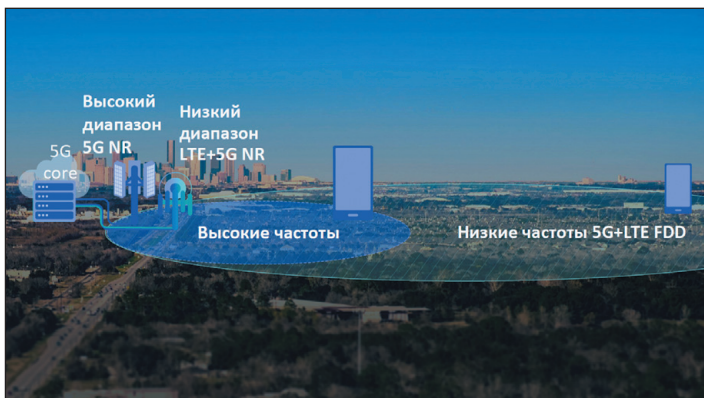 Высокий
диапазон
5G NR
Низкий
диапазон
LTE+5G NR
5G
core
Высокие частоты
Низкие частоты 5G+LTE FDD